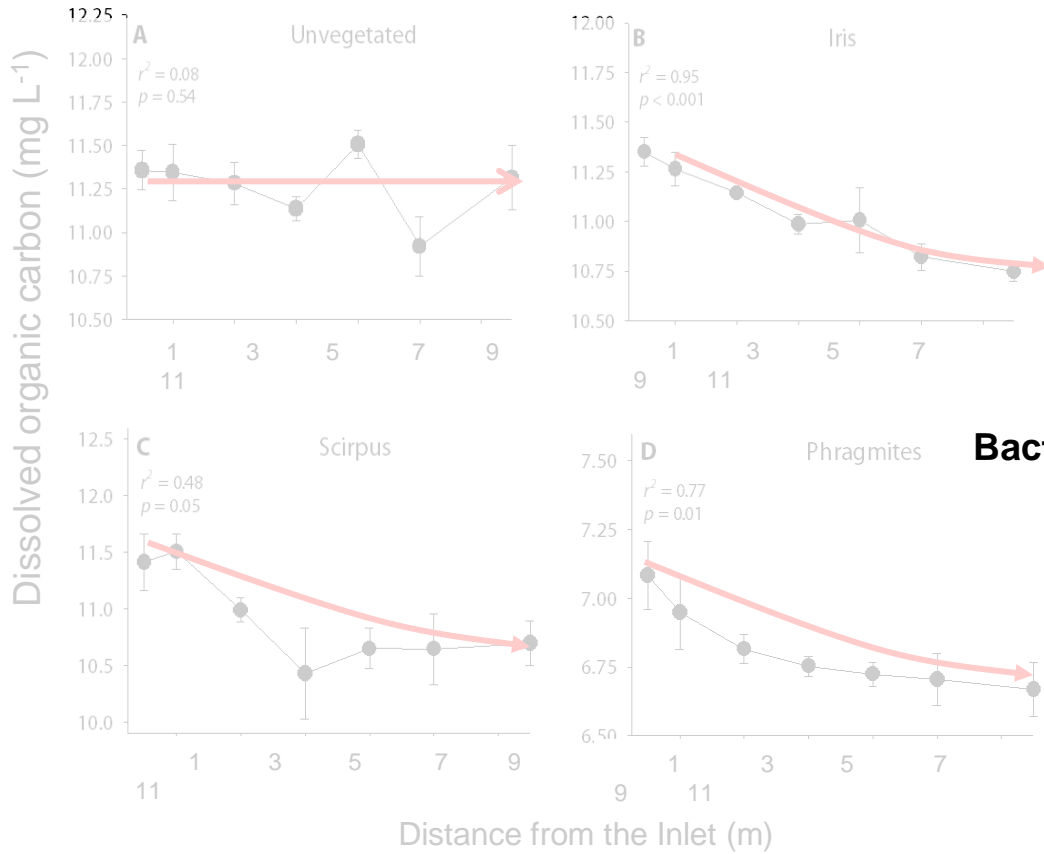 Dissolved organic carbon (mg L-1)
12.25
12.00
11.75
11.50
11.25
11.00
10.75
10.50
A
Unvegetated
r2 = 0.08
p = 0.54
1 3 5 7 9
11
12.00
11.75
11.50
11.25
11.00
10.75
10.50
B
Iris
r2 = 0.95
p < 0.001
1 3 5 7
9 11
12.5
12.0
11.5
11.0
10.5
10.0
C
Scirpus
r2 = 0.48
p = 0.05
1 3 5 7 9
11
7.50
7.25
7.00
6.75
6.50
D
Phragmites
Bact
r2 = 0.77
p = 0.01
1 3 5 7
9 11
Distance from the Inlet (m)